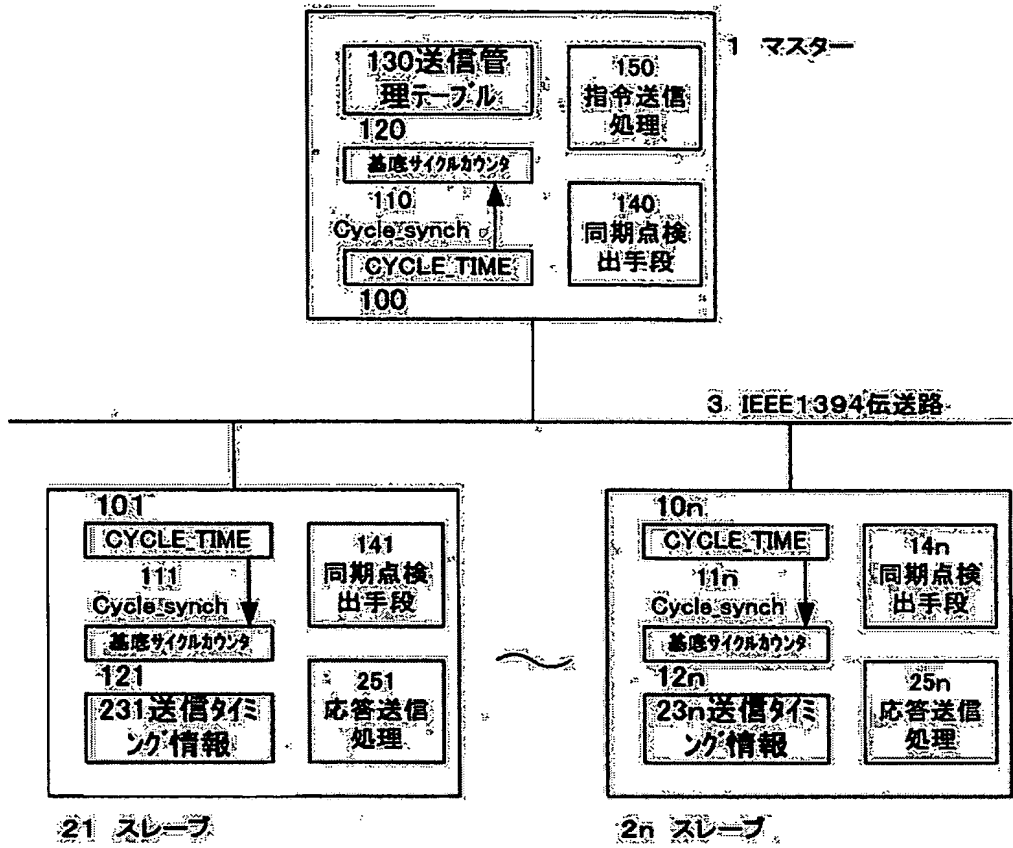 1 マスター
130送信管
理テーブル
150
指令送信
処理
120
基底サイクルカウンタ
110
Cycle_synch
140
同期点検
出手段
CYCLE_TIME
100
3 IEEE1394伝送路
101
CYCLE_TIME
141
同期点検
出手段
111
Cycle_synch
基底サイクルカウンタ
121
231送信タイミ
ング情報
251
応答送信
処理
21 スレーブ
10n
CYCLE_TIME
14n
同期点検
出手段
11n
Cycle_synch
基底サイクルカウンタ
12n
23n送信タイミ
ング情報
25n
応答送信
処理
2n スレーブ